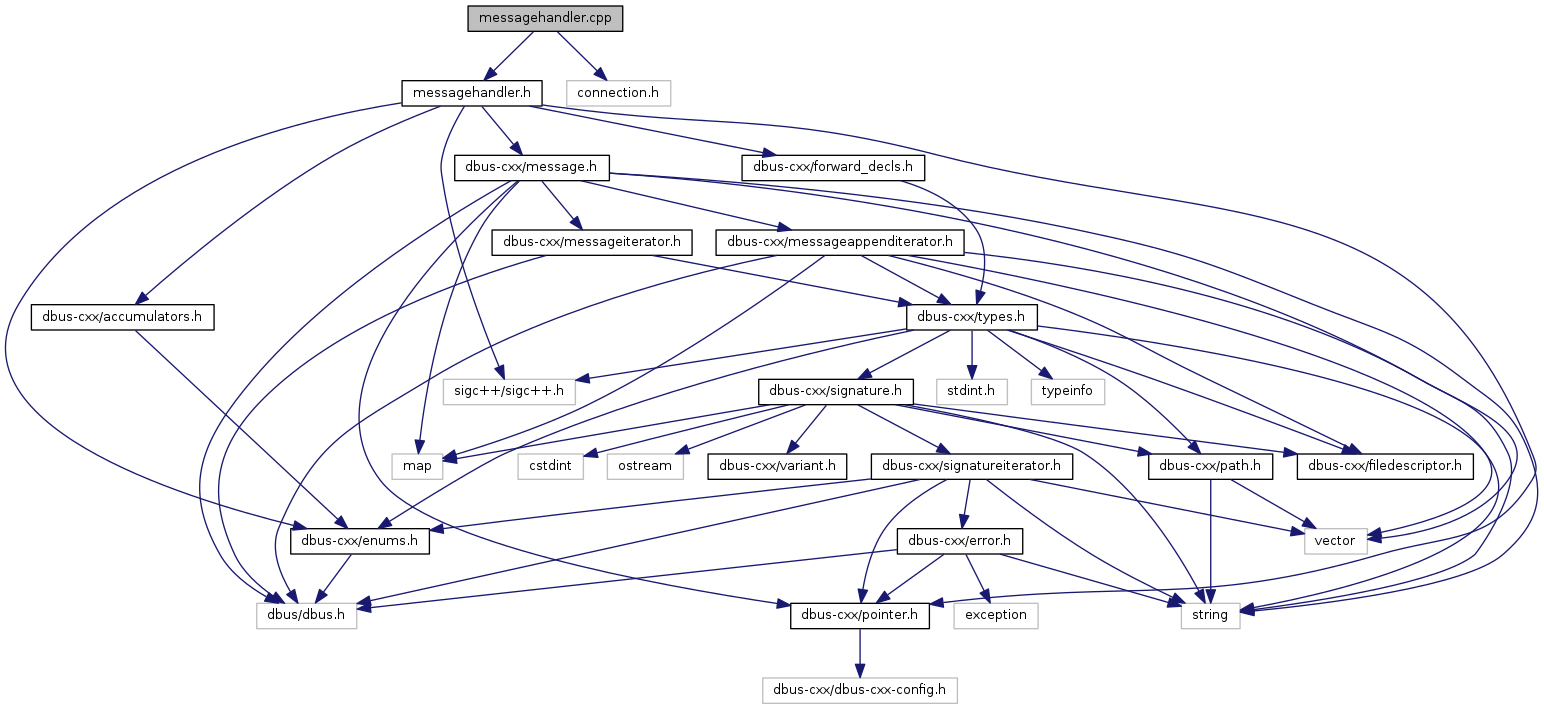 messagehandler.cpp
messagehandler.h
connection.h
dbus-cxx/message.h
dbus-cxx/forward_decls.h
dbus-cxx/messageiterator.h
dbus-cxx/messageappenditerator.h
dbus-cxx/accumulators.h
dbus-cxx/types.h
sigc++/sigc++.h
dbus-cxx/signature.h
stdint.h
typeinfo
map
cstdint
ostream
dbus-cxx/variant.h
dbus-cxx/signatureiterator.h
dbus-cxx/path.h
dbus-cxx/filedescriptor.h
dbus-cxx/enums.h
dbus-cxx/error.h
vector
dbus/dbus.h
dbus-cxx/pointer.h
exception
string
dbus-cxx/dbus-cxx-config.h